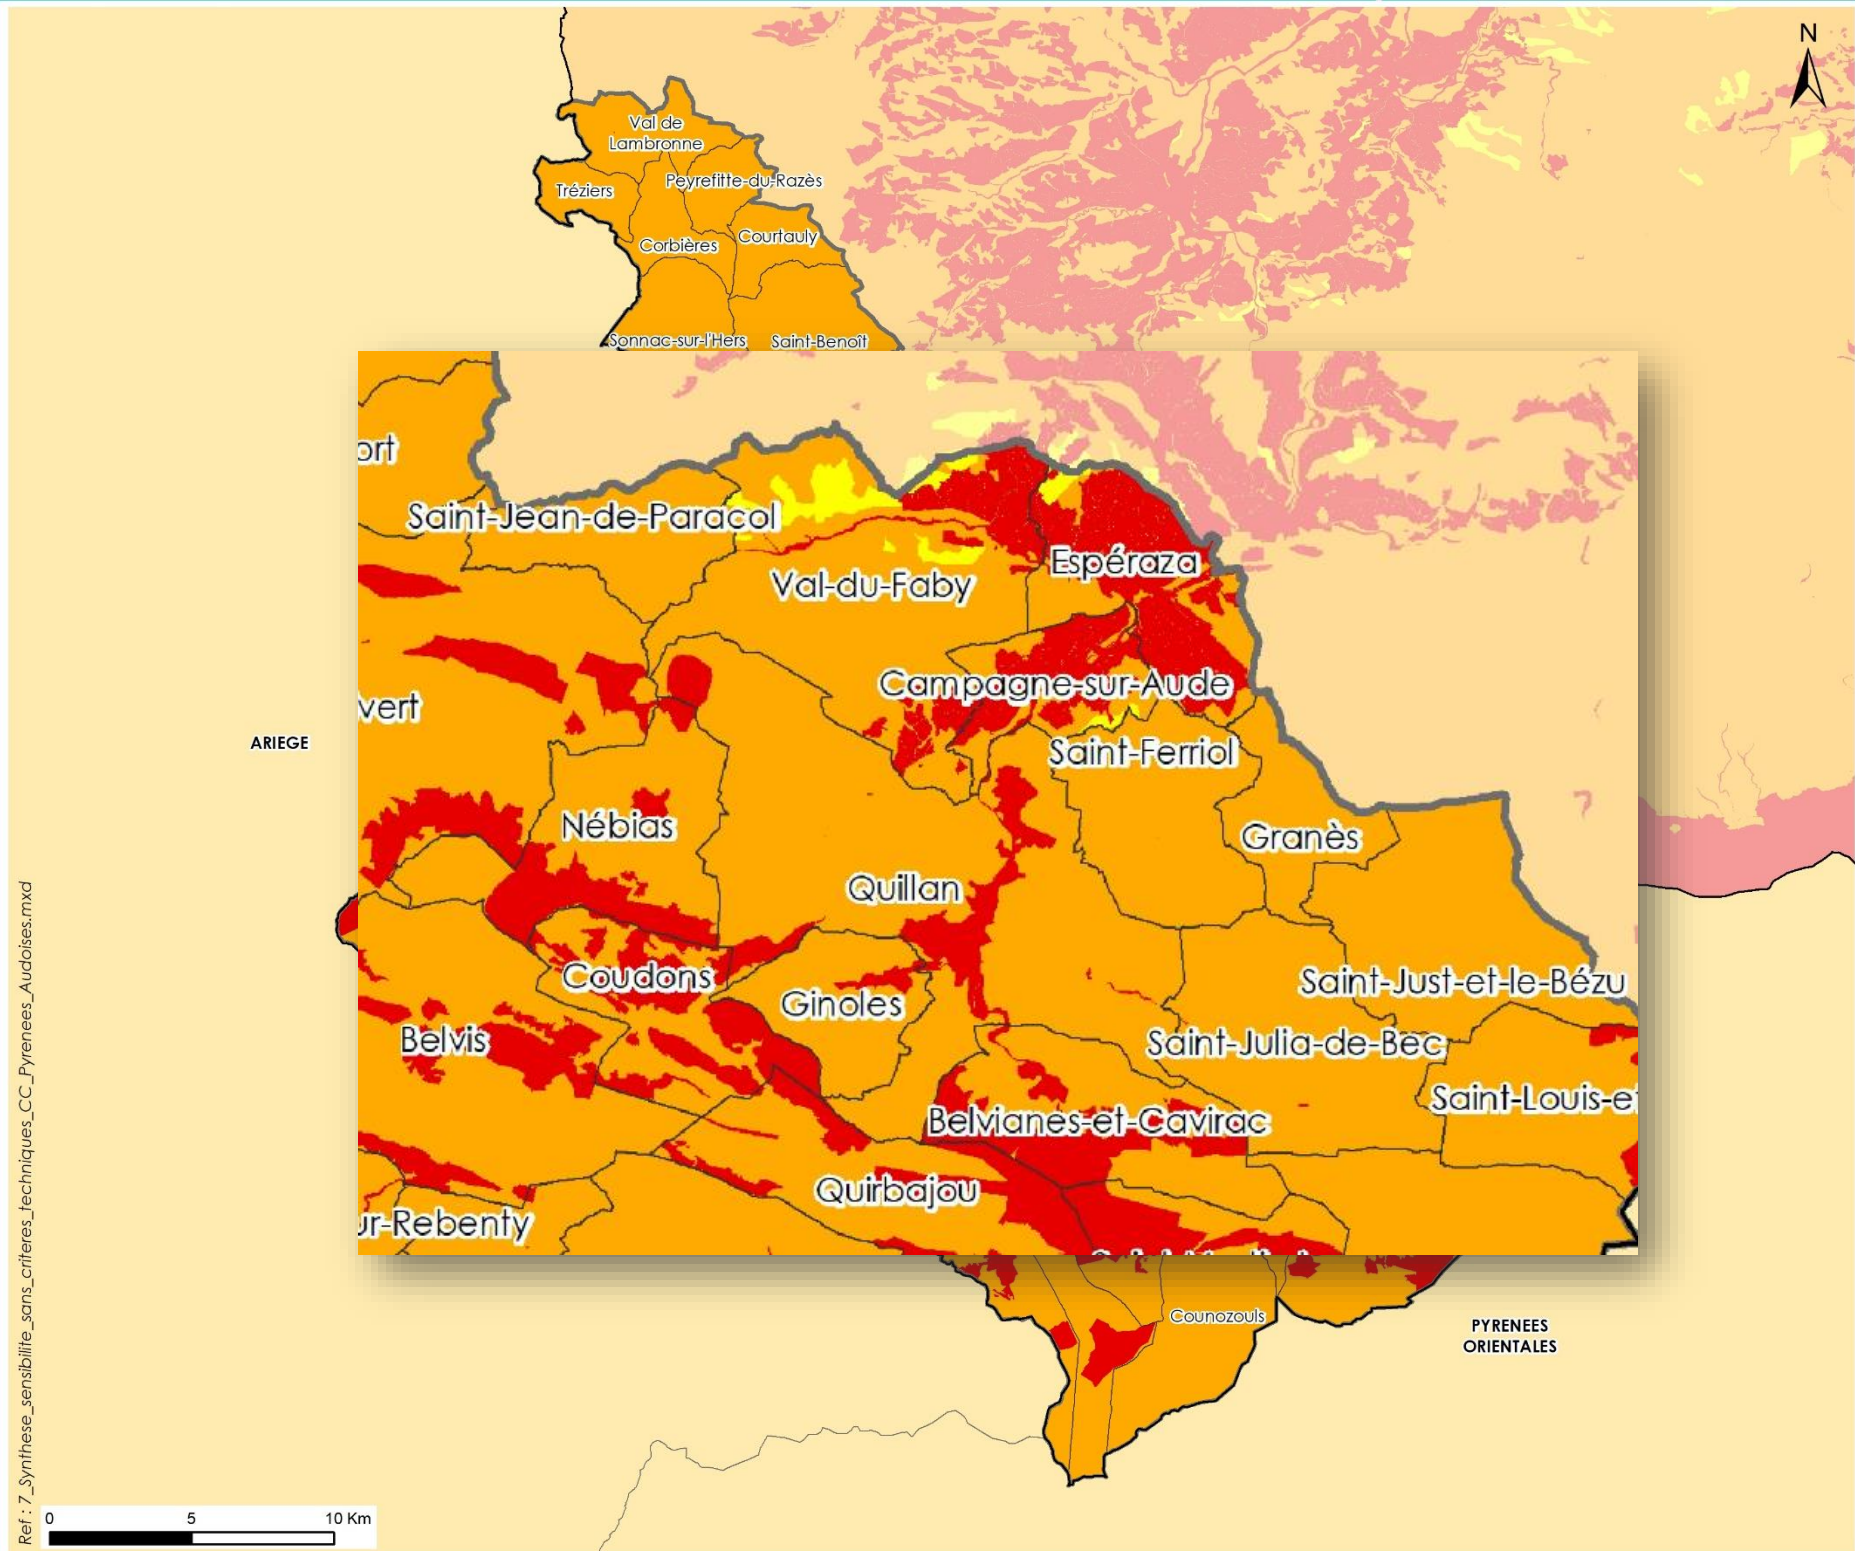 N
Val de
Lambronne
Tréziers
Peyrefitte-du-Razès
Corbières
Courtauly
Sonnac-sur-l'Hers
Saint-Benoît
ort
Saint-Jean-de-Paracol
Espéraza
Val-du-Faby
Campagne-sur-Aude
vert
ARIEGE
Saint-Ferriol
Nébias
Granès
Quillan
Coudons
Saint-Just-et-le-Bézu
Ginoles
Belvis
Saint-Julia-de-Bec
Saint-Louis-et
Belvianes-et-Cavirac
Quirbajou
ur-Rebenty
Counozouls
PYRENEES
ORIENTALES
Ref : 7_Synthese_sensibilite_sans_criteres_techniques_CC_Pyrenees_Audoises.mxd
0 5 10 Km